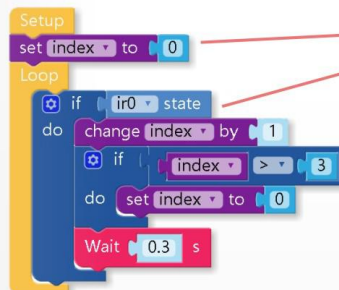 Setup
set index to 0
Loop
if ir0 state
do change index by 1
if index > 3
do set index to 0
Wait 0.3 s